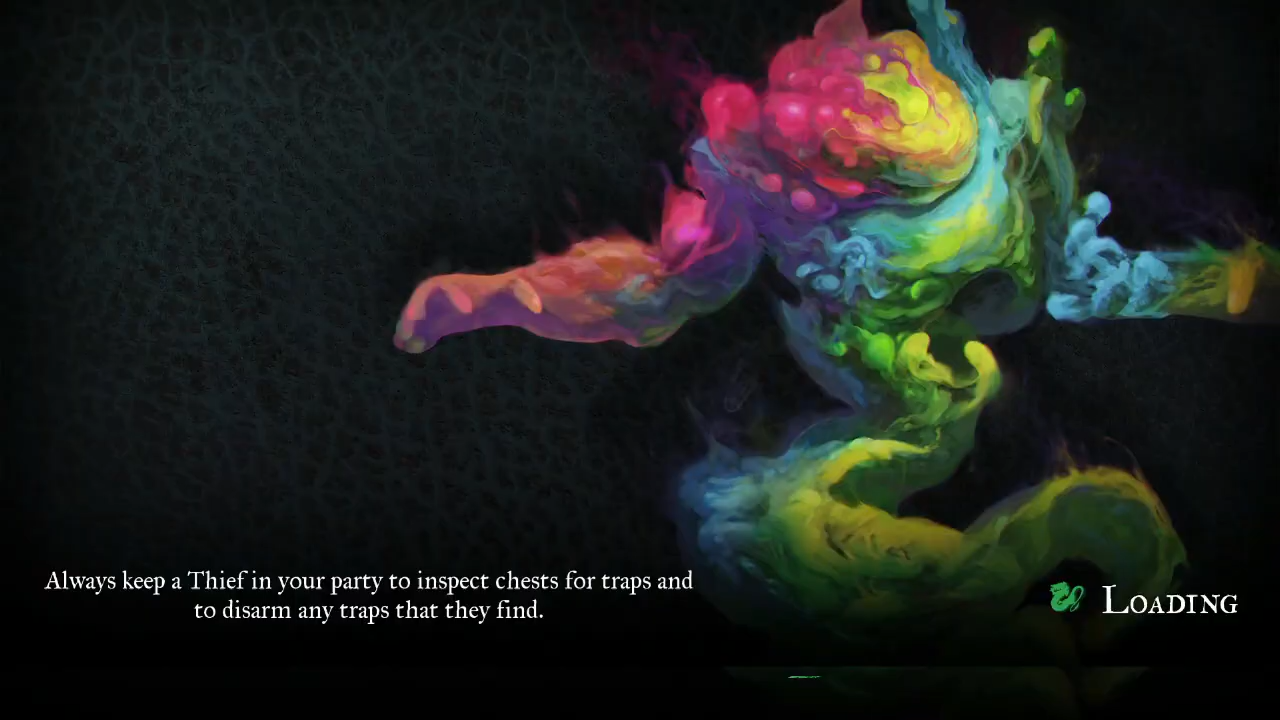 Always keep a Thief in your party to inspect chests for traps and
to disarm any traps that they find.
Loading